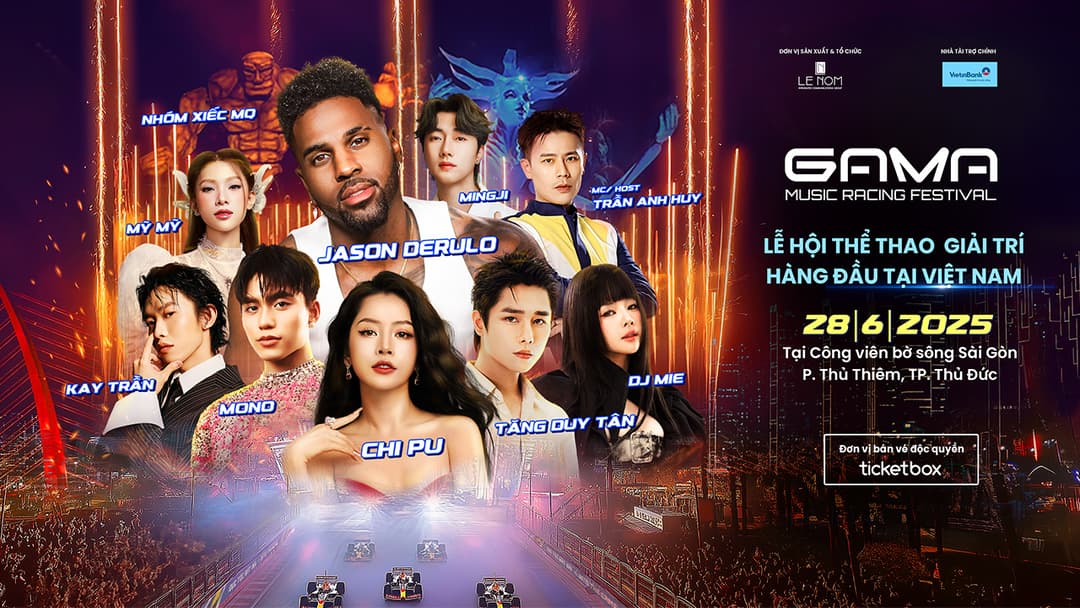 NHÓM XIẾC MỌ
MỸ MỸ
JASON DERULO
MINGJI
MC/ HOST
TRẦN ANH HUY
KAY TRẦN
MONO
CHI PU
TĂNG DUY TÂN
DJ MIE
ĐƠN VỊ SẢN XUẤT & TỔ CHỨC
LE NOM
NHÀ TÀI TRỢ CHÍNH
VietinBank
GAMA
MUSIC RACING FESTIVAL
LỄ HỘI THỂ THAO GIẢI TRÍ
HÀNG ĐẦU TẠI VIỆT NAM
28|6|2025
Tại Công viên bờ sông Sài Gòn
P. Thủ Thiêm, TP. Thủ Đức
Đơn vị bán vé độc quyền
ticketbox